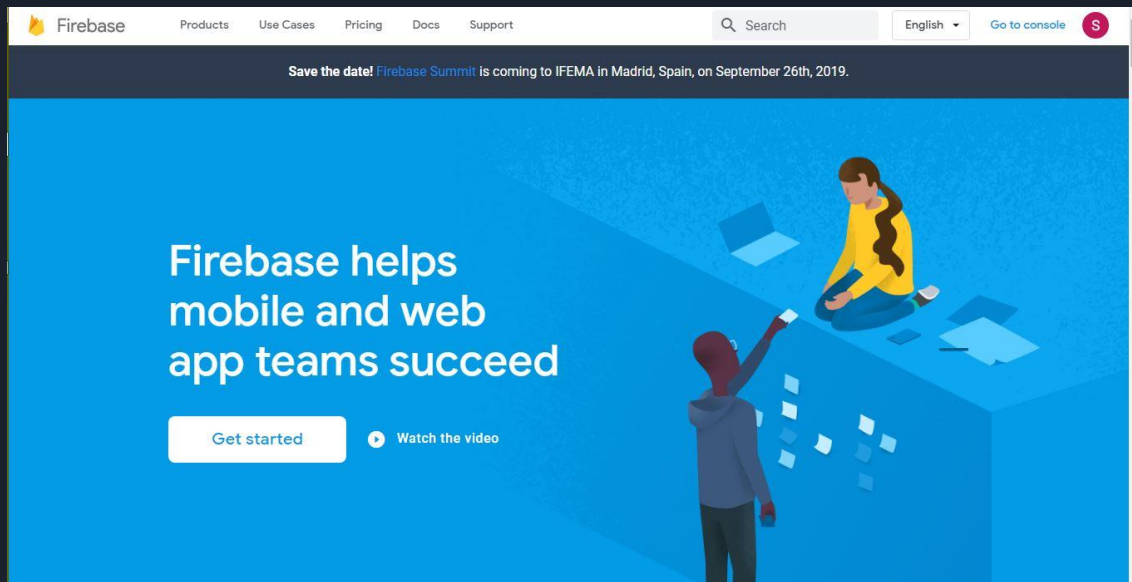 Firebase Products Use Cases Pricing Docs Support Search English Go to console S
Save the date! Firebase Summit is coming to IFEMA in Madrid, Spain, on September 26th, 2019.
Firebase helps
mobile and web
app teams succeed
Get started Watch the video